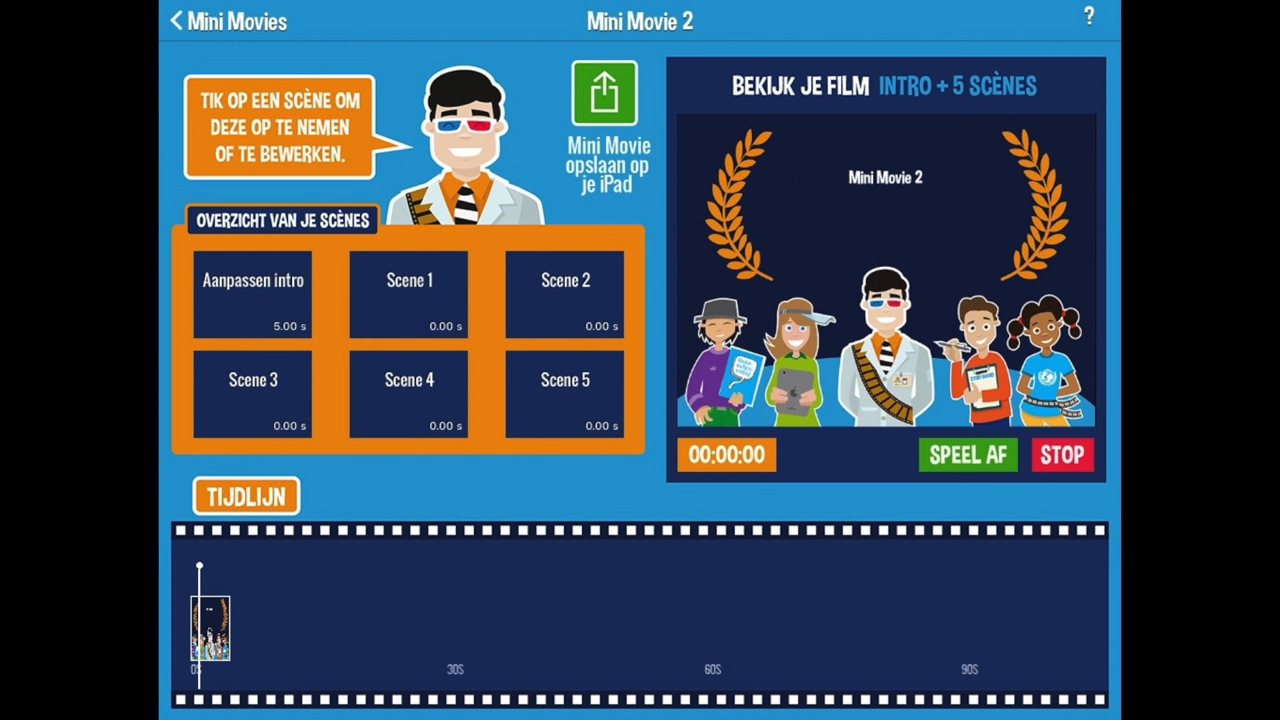 Mini Movies
Mini Movie 2
?
TIK OP EEN SCÈNE OM
DEZE OP TE NEMEN
OF TE BEWERKEN.
Mini Movie
opslaan op
je iPad
BEKIJK JE FILM INTRO + 5 SCÈNES
Mini Movie 2
OVERZICHT VAN JE SCÈNES
Aanpassen intro
5.00 s
Scene 1
0.00 s
Scene 2
0.00 s
Scene 3
0.00 s
Scene 4
0.00 s
Scene 5
0.00 s
00:00:00
SPEEL AF
STOP
TIJDLIJN
0S
30S
60S
90S